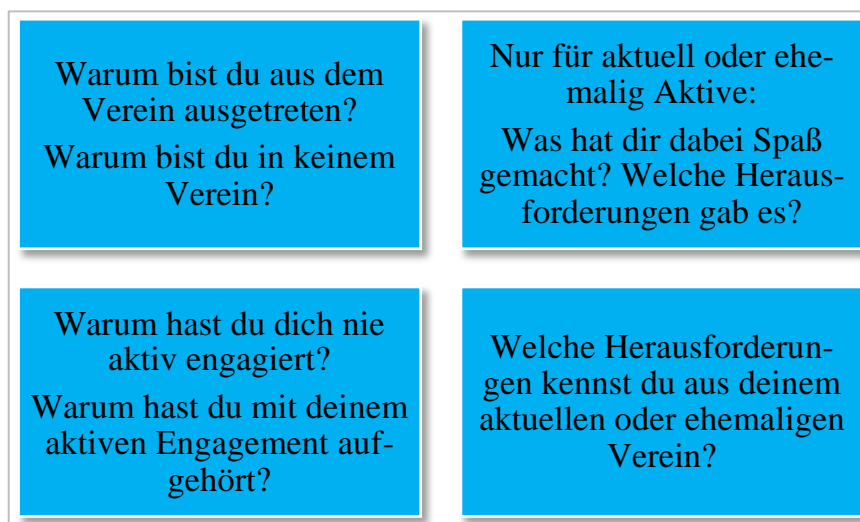 Warum bist du aus dem
Verein ausgetreten?
Warum bist du in keinem
Verein?
Nur für aktuell oder ehe-
malig Aktive:
Was hat dir dabei Spaß
gemacht? Welche Heraus-
forderungen gab es?
Warum hast du dich nie
aktiv engagiert?
Warum hast du mit deinem
aktiven Engagement auf-
gehört?
Welche Herausforderun-
gen kennst du aus deinem
aktuellen oder ehemaligen
Verein?